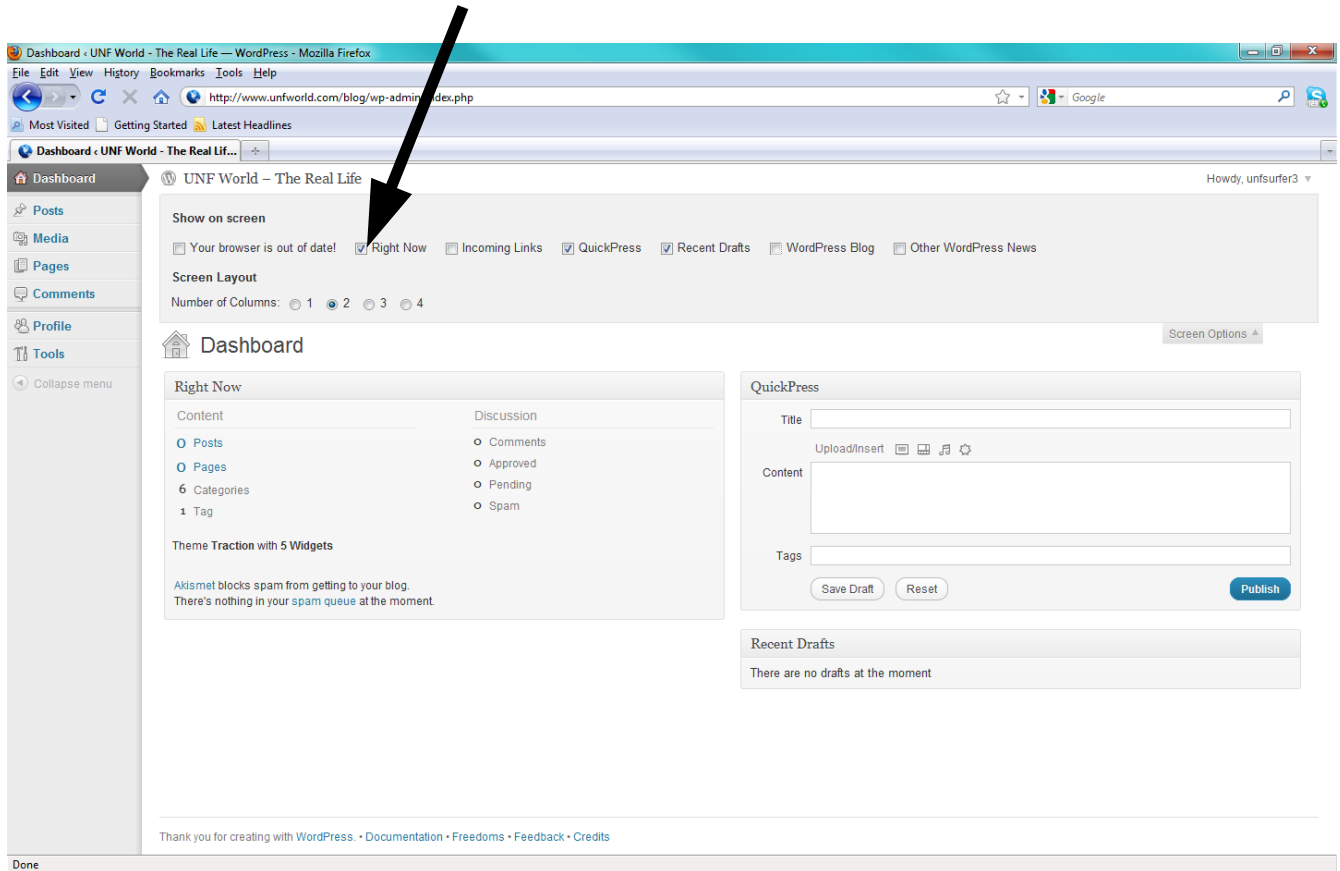 Dashboard ‹ UNF World - The Real Life — WordPress - Mozilla Firefox
File Edit View History Bookmarks Tools Help
http://www.unfworld.com/blog/wp-admin/index.php
Google
Most Visited Getting Started Latest Headlines
Dashboard ‹ UNF World - The Real Lif...
Dashboard
UNF World – The Real Life
Howdy, unfsurfer3
Posts
Media
Pages
Comments
Profile
Tools
Collapse menu
Show on screen
Your browser is out of date! Right Now Incoming Links QuickPress Recent Drafts WordPress Blog Other WordPress News
Screen Layout
Number of Columns: 1 2 3 4
Screen Options
Dashboard
Right Now
Content
Discussion
0 Posts
0 Comments
0 Pages
0 Approved
6 Categories
0 Pending
1 Tag
0 Spam
Theme Traction with 5 Widgets
Akismet blocks spam from getting to your blog.
There's nothing in your spam queue at the moment.
QuickPress
Title
Upload/Insert
Content
Tags
Save Draft Reset Publish
Recent Drafts
There are no drafts at the moment
Thank you for creating with WordPress. • Documentation • Freedoms • Feedback • Credits
Done